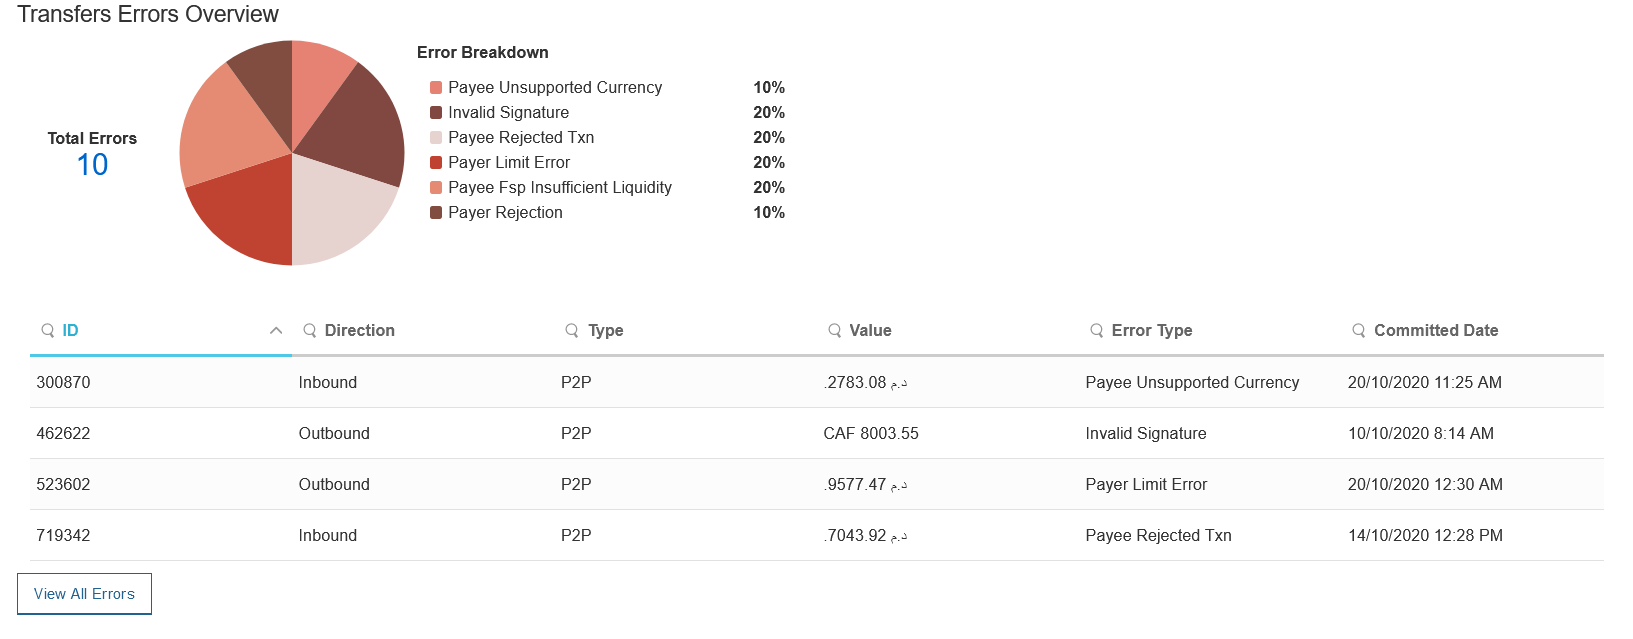 Transfers Errors Overview
Total Errors
10
Error Breakdown
Payee Unsupported Currency 10%
Invalid Signature 20%
Payee Rejected Txn 20%
Payer Limit Error 20%
Payee Fsp Insufficient Liquidity 20%
Payer Rejection 10%
ID Direction Type Value Error Type Committed Date
300870 Inbound P2P .2783.08 د.م Payee Unsupported Currency 20/10/2020 11:25 AM
462622 Outbound P2P CAF 8003.55 Invalid Signature 10/10/2020 8:14 AM
523602 Outbound P2P .9577.47 د.م Payer Limit Error 20/10/2020 12:30 AM
719342 Inbound P2P .7043.92 د.م Payee Rejected Txn 14/10/2020 12:28 PM
View All Errors